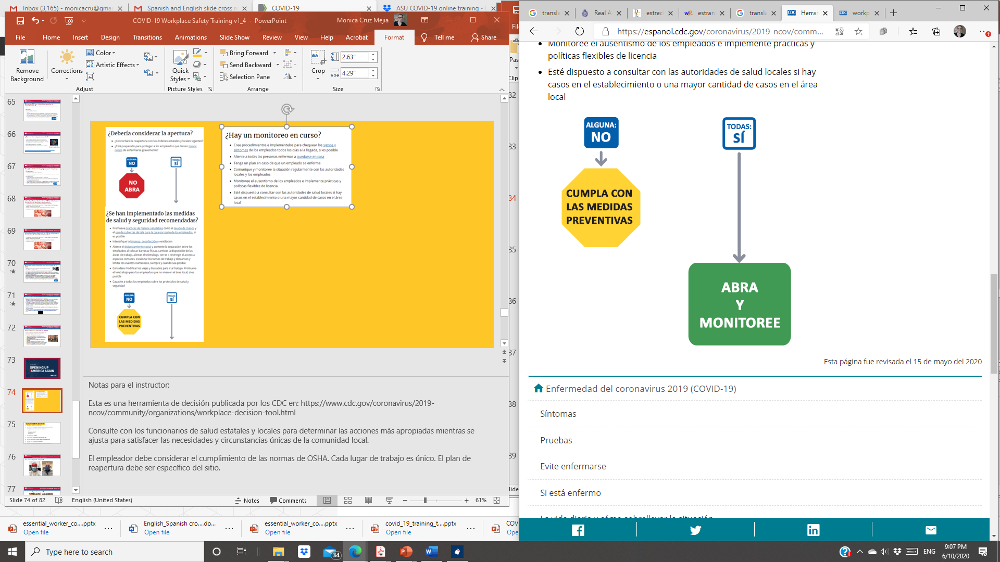 Inbox (3,165) - monicacru@gma
Spanish and English slide cross r
COVID-19
ASU COVID-19 online training -
COVID-19 Workplace Safety Training v1_4 - PowerPoint
Monica Cruz Mejia
File Home Insert Design Transitions Animations Slide Show Review View Help Acrobat Format Tell me Share
Remove Background
Corrections
Color
Artistic Effects
Adjust
Quick Styles
Picture Styles
Bring Forward
Send Backward
Selection Pane
Arrange
Crop
2.63"
4.29"
Size
65
66
67
68
69
70
71
72
73
OPENING UP
AMERICA AGAIN
74
75
76
77
¿Debería considerar la apertura?
¿Concordará la reapertura con las órdenes estatales y locales vigentes?
¿Está preparado para proteger a los empleados que tienen mayor
riesgo de enfermarse gravemente?
ALGUNA:
NO
TODAS:
SÍ
NO
ABRA
¿Se han implementado las medidas
de salud y seguridad recomendadas?
Promueva prácticas de higiene saludables como el lavado de manos y
el uso de cubiertas de tela para la cara por parte de los empleados, si
es posible
Intensifique la limpieza, desinfección y ventilación
Aliente el distanciamiento social y aumente la separación entre los
empleados al colocar barreras físicas, cambiar la disposición de las
áreas de trabajo, alentar el teletrabajo, cerrar o restringir el acceso a
espacios comunes, escalonar los turnos de trabajo y descansos y
limitar los eventos numerosos, siempre y cuando sea posible
Considere modificar los viajes y traslados para ir al trabajo. Promueva
el teletrabajo para los empleados que no viven en el área local, si es
posible
Capacite a todos los empleados sobre los protocolos de salud y
seguridad
ALGUNA:
NO
TODAS:
SÍ
CUMPLA CON
LAS MEDIDAS
PREVENTIVAS
¿Hay un monitoreo en curso?
Cree procedimientos e impleméntelos para chequear los signos y
síntomas de los empleados todos los días a la llegada, si es posible
Aliente a todas las personas enfermas a quedarse en casa
Tenga un plan en caso de que un empleado se enferme
Comunique y monitoree la situación regularmente con las autoridades
locales y los empleados
Monitoree el ausentismo de los empleados e implemente prácticas y
políticas flexibles de licencia
Esté dispuesto a consultar con las autoridades de salud locales si hay
casos en el establecimiento o una mayor cantidad de casos en el área
local
Notas para el instructor:
Esta es una herramienta de decisión publicada por los CDC en: https://www.cdc.gov/coronavirus/2019-
ncov/community/organizations/workplace-decision-tool.html
Consulte con los funcionarios de salud estatales y locales para determinar las acciones más apropiadas mientras se
ajusta para satisfacer las necesidades y circunstancias únicas de la comunidad local.
El empleador debe considerar el cumplimiento de las normas de OSHA. Cada lugar de trabajo es único. El plan de
reapertura debe ser específico del sitio.
Slide 74 of 82 English (United States) Notes Comments 61%
transla
Real A
estrec
estran
transla
Herrar
workp
https://espanol.cdc.gov/coronavirus/2019-ncov/comm...
Monitoree el ausentismo de los empleados e implemente prácticas y
políticas flexibles de licencia
Esté dispuesto a consultar con las autoridades de salud locales si hay
casos en el establecimiento o una mayor cantidad de casos en el área
local
ALGUNA:
NO
TODAS:
SÍ
CUMPLA CON
LAS MEDIDAS
PREVENTIVAS
ABRA
Y
MONITOREE
Esta página fue revisada el 15 de mayo del 2020
Enfermedad del coronavirus 2019 (COVID-19)
Síntomas
Pruebas
Evite enfermarse
Si está enfermo
essential_worker_co....pptx
Open file
English_Spanish cro....do...
Open file
essential_worker_co....pptx
Open file
covid_19_training_t....pptx
Open file
COV
Ope
Type here to search
34
ENG
9:07 PM
6/10/2020